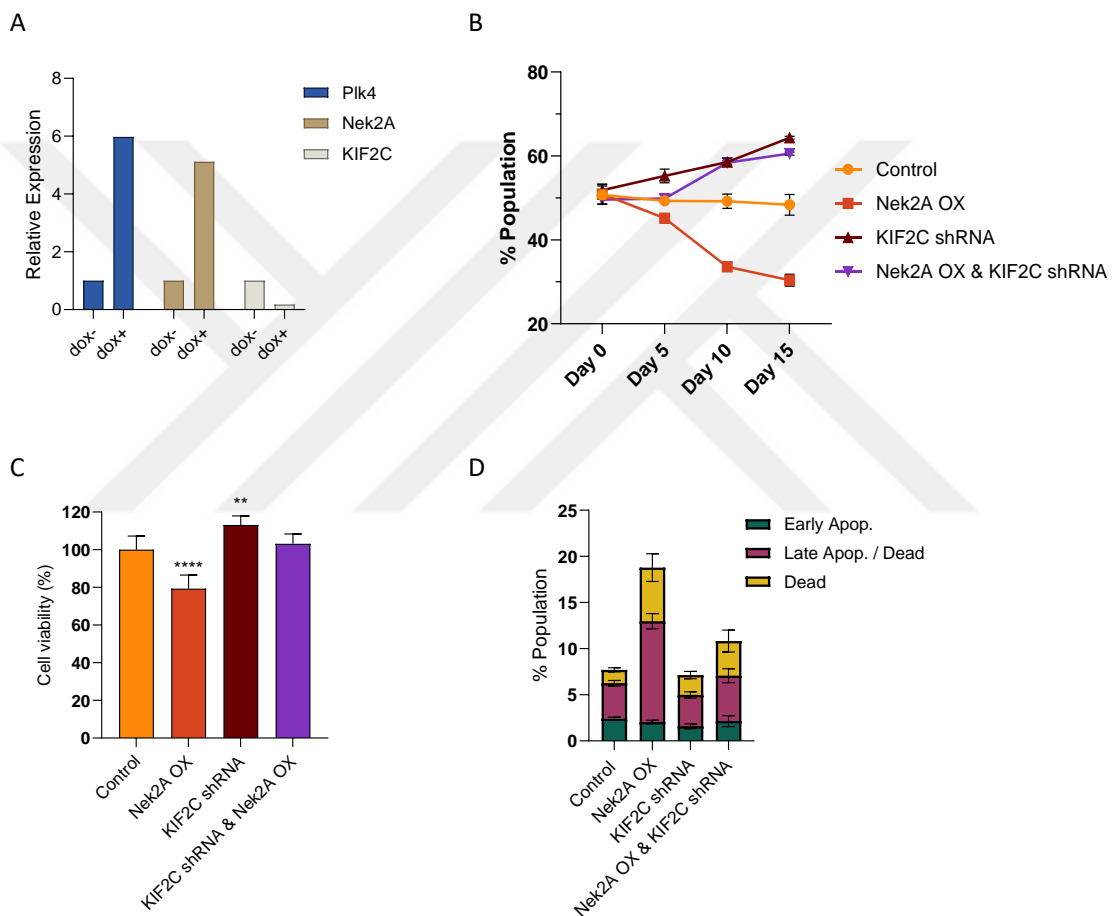 A
8
6
4
2
0
Relative Expression
dox-
dox+
dox-
dox+
dox-
dox+
Plk4
Nek2A
KIF2C
B
80
60
40
20
% Population
Day 0
Day 5
Day 10
Day 15
Control
Nek2A OX
KIF2C shRNA
Nek2A OX & KIF2C shRNA
C
120
100
80
60
40
20
0
Cell viability (%)
****
**
Control
Nek2A OX
KIF2C shRNA
KIF2C shRNA & Nek2A OX
D
25
20
15
10
5
0
% Population
Control
Nek2A OX
KIF2C shRNA
Nek2A OX & KIF2C shRNA
Early Apop.
Late Apop. / Dead
Dead